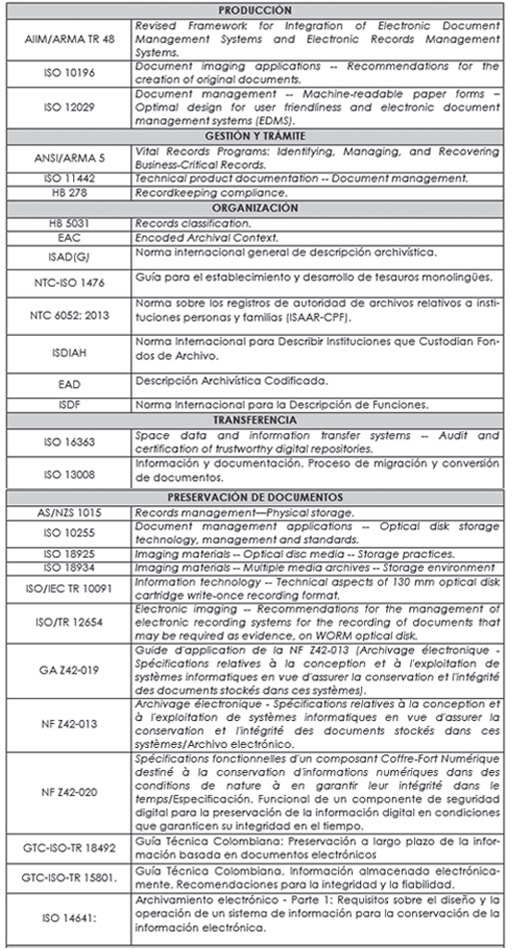 PRODUCCIÓN
AIIM/ARMA TR 48
Revised Framework for Integration of Electronic Document
Management Systems and Electronic Records Management
Systems.
ISO 10196
Document imaging applications -- Recommendations for the
creation of original documents.
ISO 12029
Document management -- Machine-readable paper forms –
Optimal design for user friendliness and electronic document
management systems (EDMS).
GESTIÓN Y TRÁMITE
ANSI/ARMA 5
Vital Records Programs: Identifying, Managing, and Recovering
Business-Critical Records.
ISO 11442
Technical product documentation -- Document management.
HB 278
Recordkeeping compliance.
ORGANIZACIÓN
HB 5031
Records classification.
EAC
Encoded Archival Context.
ISAD(G)
Norma internacional general de descripción archivística.
NTC-ISO 1476
Guía para el establecimiento y desarrollo de tesauros monolingües.
NTC 6052: 2013
Norma sobre los registros de autoridad de archivos relativos a insti-
tuciones personas y familias (ISAAR-CPF).
ISDIAH
Norma Internacional para Describir Instituciones que Custodian Fon-
dos de Archivo.
EAD
Descripción Archivística Codificada.
ISDF
Norma Internacional para la Descripción de Funciones.
TRANSFERENCIA
ISO 16363
Space data and information transfer systems -- Audit and
certification of trustworthy digital repositories.
ISO 13008
Información y documentación. Proceso de migración y conversión
de documentos.
PRESERVACIÓN DE DOCUMENTOS
AS/NZS 1015
Records management—Physical storage.
ISO 10255
Document management applications -- Optical disk storage
technology, management and standards.
ISO 18925
Imaging materials -- Optical disc media -- Storage practices.
ISO 18934
Imaging materials -- Multiple media archives -- Storage environment
ISO/IEC TR 10091
Information technology -- Technical aspects of 130 mm optical disk
cartridge write-once recording format.
ISO/TR 12654
Electronic imaging -- Recommendations for the management of
electronic recording systems for the recording of documents that
may be required as evidence, on WORM optical disk.
GA Z42-019
Guide d'application de la NF Z42-013 (Archivage électronique -
Spécifications relatives à la conception et à l'exploitation de
systèmes informatiques en vue d'assurer la conservation et l'intégrité
des documents stockés dans ces systèmes).
NF Z42-013
Archivage électronique - Spécifications relatives à la conception et
à l'exploitation de systèmes informatiques en vue d'assurer la
conservation et l'intégrité des documents stockés dans ces
systèmes/Archivo electrónico.
NF Z42-020
Spécifications fonctionnelles d'un composant Coffre-Fort Numérique
destiné à la conservation d'informations numériques dans des
conditions de nature à en garantir leur intégrité dans le
temps/Especificación. Funcional de un componente de seguridad
digital para la preservación de la información digital en condiciones
que garanticen su integridad en el tiempo.
GTC-ISO-TR 18492
Guía Técnica Colombiana: Preservación a largo plazo de la infor-
mación basada en documentos electrónicos
GTC-ISO-TR 15801.
Guía Técnica Colombiana. Información almacenada electrónica-
mente. Recomendaciones para la integridad y la fiabilidad.
ISO 14641:
Archivamiento electrónico - Parte 1: Requisitos sobre el diseño y la
operación de un sistema de información para la conservación de la
información electrónica.